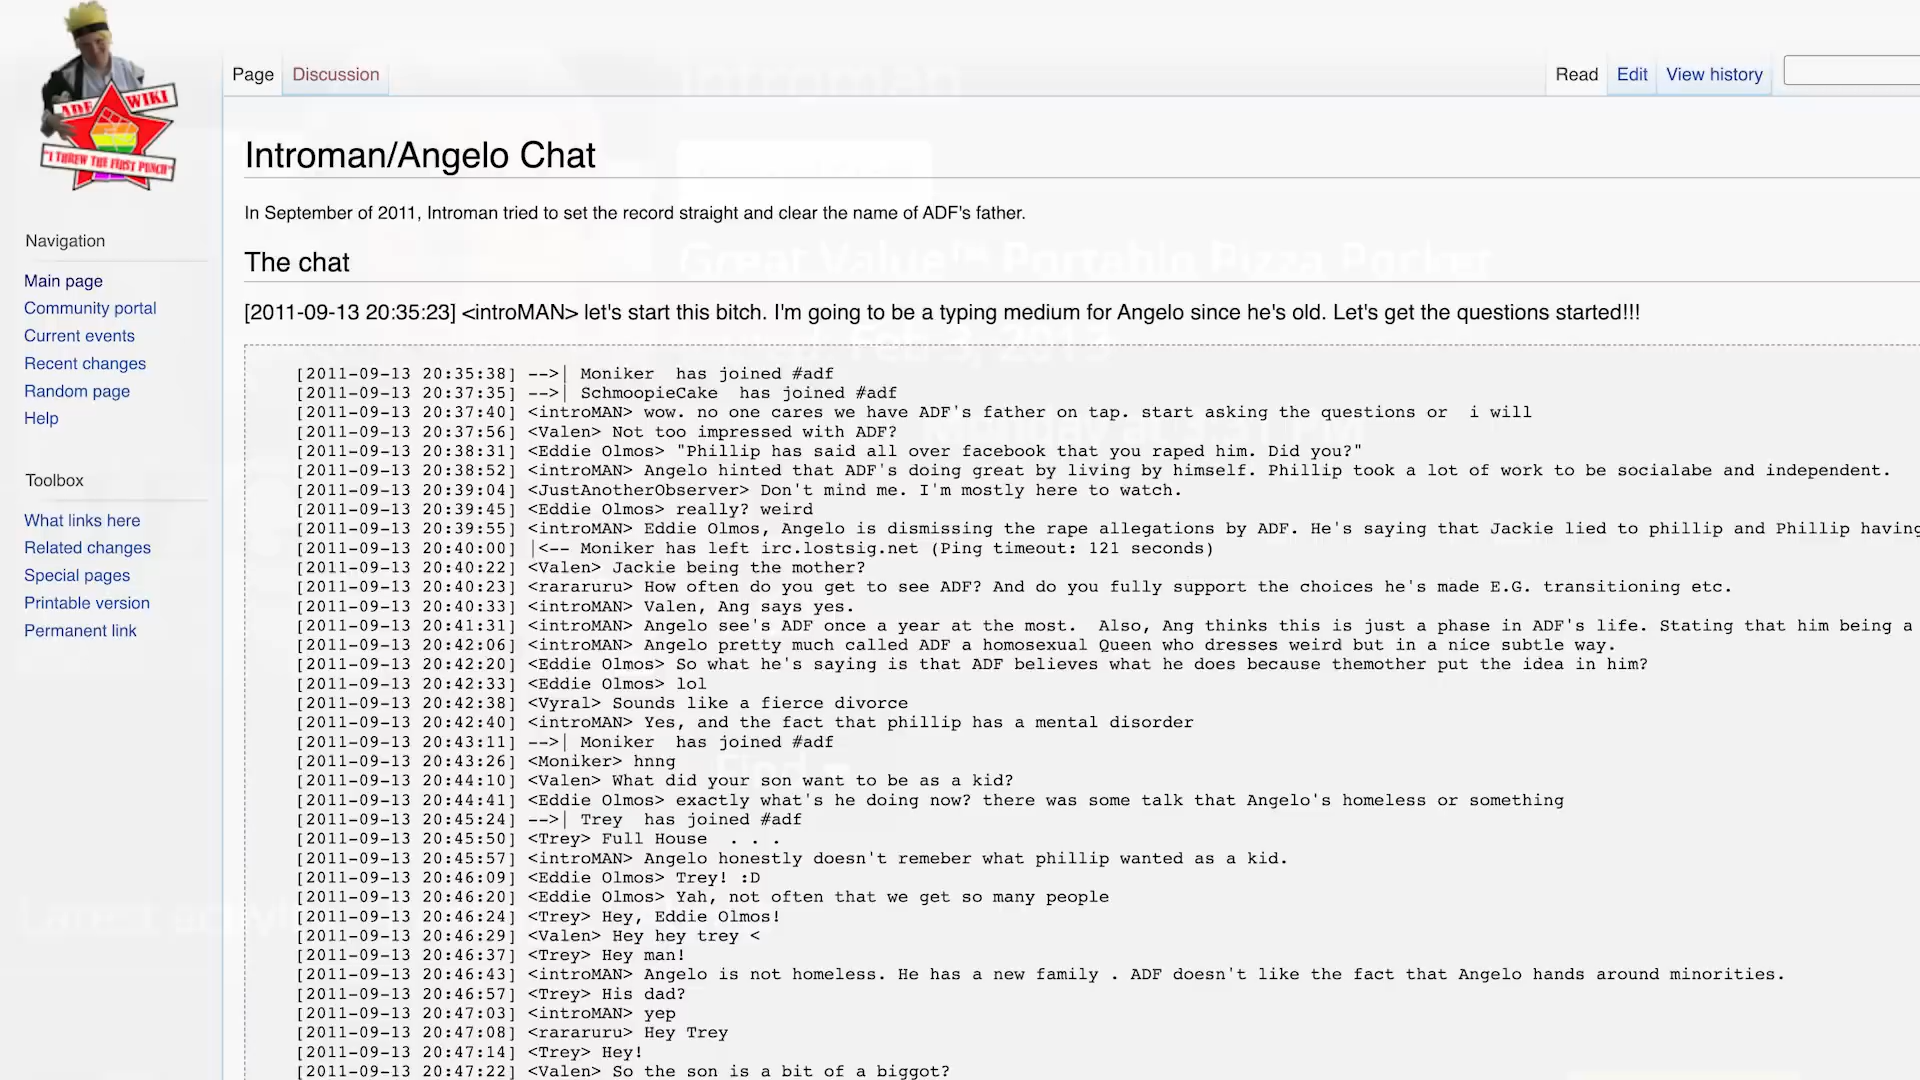 ADF WIKI
"I THREW THE FIRST PUNCH"
Page
Discussion
Read
Edit
View history
Introman/Angelo Chat
In September of 2011, Introman tried to set the record straight and clear the name of ADF's father.
Navigation
Main page
Community portal
Current events
Recent changes
Random page
Help
Toolbox
What links here
Related changes
Special pages
Printable version
Permanent link
The chat
[2011-09-13 20:35:23] <introMAN> let's start this bitch. I'm going to be a typing medium for Angelo since he's old. Let's get the questions started!!!
[2011-09-13 20:35:38] -->| Moniker has joined #adf
[2011-09-13 20:37:35] -->| SchmoopieCake has joined #adf
[2011-09-13 20:37:40] <introMAN> wow. no one cares we have ADF's father on tap. start asking the questions or i will
[2011-09-13 20:37:56] <Valen> Not too impressed with ADF?
[2011-09-13 20:38:31] <Eddie Olmos> "Phillip has said all over facebook that you raped him. Did you?"
[2011-09-13 20:38:52] <introMAN> Angelo hinted that ADF's doing great by living by himself. Phillip took a lot of work to be socialabe and independent.
[2011-09-13 20:39:04] <JustAnotherObserver> Don't mind me. I'm mostly here to watch.
[2011-09-13 20:39:45] <Eddie Olmos> really? weird
[2011-09-13 20:39:55] <introMAN> Eddie Olmos, Angelo is dismissing the rape allegations by ADF. He's saying that Jackie lied to phillip and Phillip having
[2011-09-13 20:40:00] |<-- Moniker has left irc.lostsig.net (Ping timeout: 121 seconds)
[2011-09-13 20:40:22] <Valen> Jackie being the mother?
[2011-09-13 20:40:23] <rararuru> How often do you get to see ADF? And do you fully support the choices he's made E.G. transitioning etc.
[2011-09-13 20:40:33] <introMAN> Valen, Ang says yes.
[2011-09-13 20:41:31] <introMAN> Angelo see's ADF once a year at the most. Also, Ang thinks this is just a phase in ADF's life. Stating that him being a
[2011-09-13 20:42:06] <introMAN> Angelo pretty much called ADF a homosexual Queen who dresses weird but in a nice subtle way.
[2011-09-13 20:42:20] <Eddie Olmos> So what he's saying is that ADF believes what he does because themother put the idea in him?
[2011-09-13 20:42:33] <Eddie Olmos> lol
[2011-09-13 20:42:38] <Vyral> Sounds like a fierce divorce
[2011-09-13 20:42:40] <introMAN> Yes, and the fact that phillip has a mental disorder
[2011-09-13 20:43:11] -->| Moniker has joined #adf
[2011-09-13 20:43:26] <Moniker> hnng
[2011-09-13 20:44:10] <Valen> What did your son want to be as a kid?
[2011-09-13 20:44:41] <Eddie Olmos> exactly what's he doing now? there was some talk that Angelo's homeless or something
[2011-09-13 20:45:24] -->| Trey has joined #adf
[2011-09-13 20:45:50] <Trey> Full House . . .
[2011-09-13 20:45:57] <introMAN> Angelo honestly doesn't remeber what phillip wanted as a kid.
[2011-09-13 20:46:09] <Eddie Olmos> Trey! :D
[2011-09-13 20:46:20] <Eddie Olmos> Yah, not often that we get so many people
[2011-09-13 20:46:24] <Trey> Hey, Eddie Olmos!
[2011-09-13 20:46:29] <Valen> Hey hey trey <
[2011-09-13 20:46:37] <Trey> Hey man!
[2011-09-13 20:46:43] <introMAN> Angelo is not homeless. He has a new family . ADF doesn't like the fact that Angelo hands around minorities.
[2011-09-13 20:46:57] <Trey> His dad?
[2011-09-13 20:47:03] <introMAN> yep
[2011-09-13 20:47:08] <rararuru> Hey Trey
[2011-09-13 20:47:14] <Trey> Hey!
[2011-09-13 20:47:22] <Valen> So the son is a bit of a biggot?
Introman
Great Value™ Portable Pizza Pocket
Feb 3, 2013